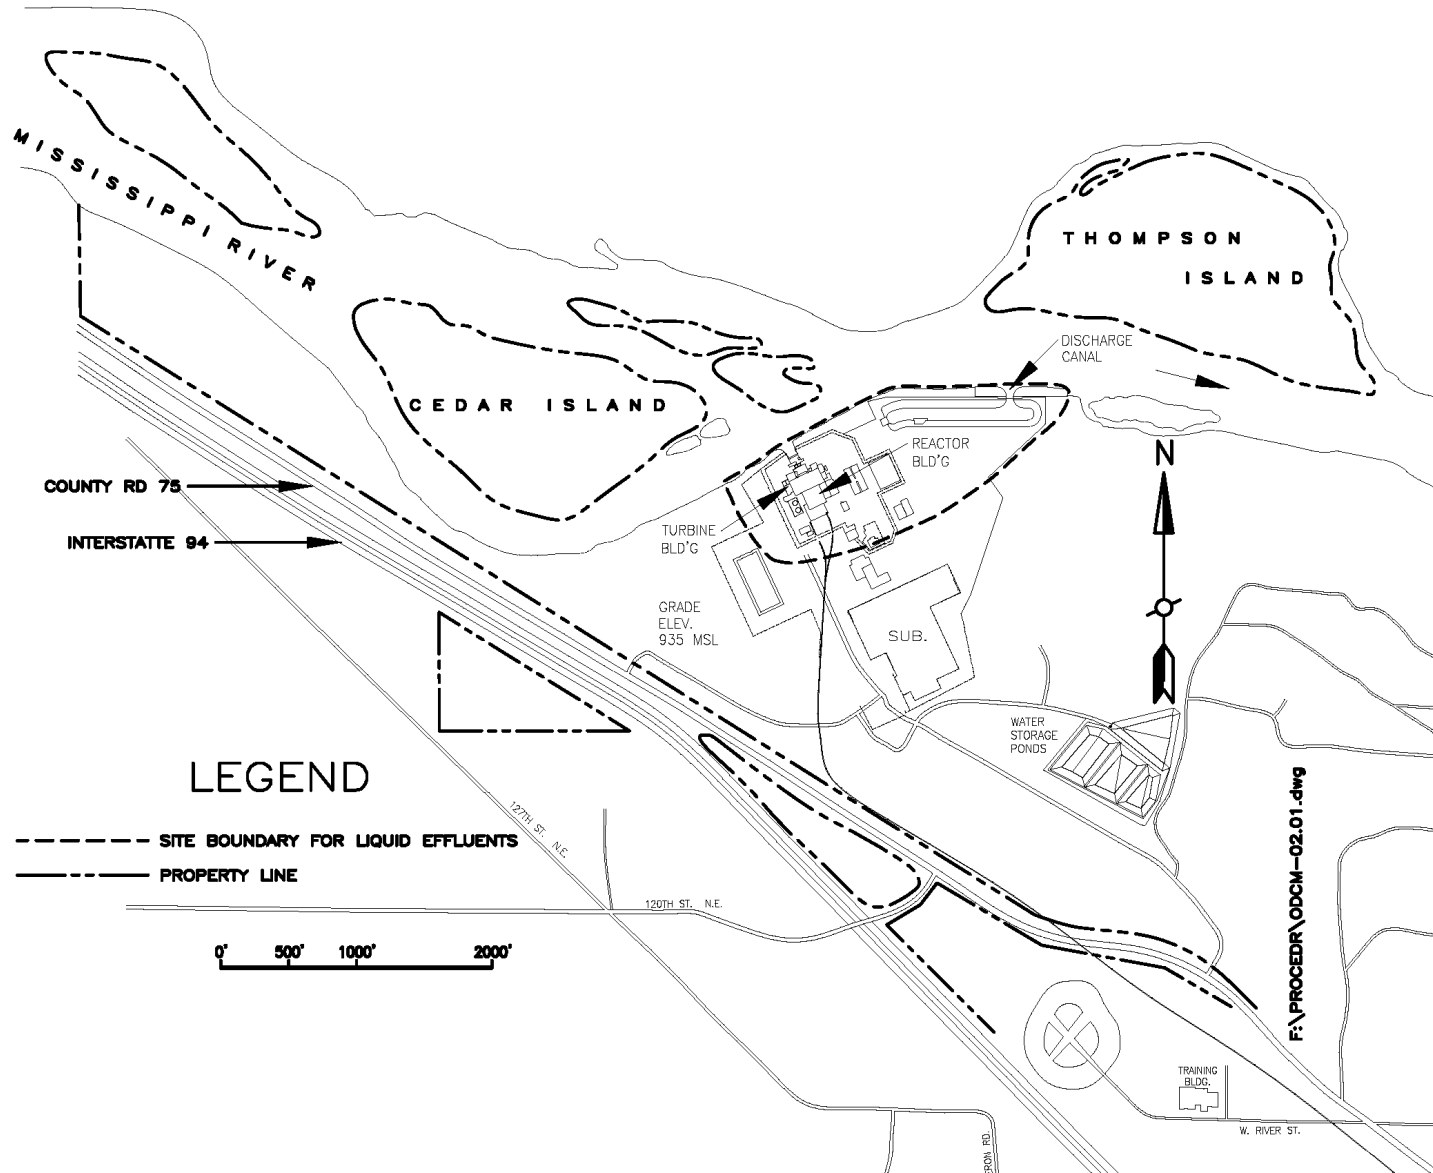 MISSISSIPPI RIVER
THOMPSON
ISLAND
DISCHARGE
CANAL
CEDAR ISLAND
REACTOR
BLD'G
N
COUNTY RD 75
INTERSTATTE 94
TURBINE
BLD'G
GRADE
ELEV.
935 MSL
SUB.
WATER
STORAGE
PONDS
LEGEND
SITE BOUNDARY FOR LIQUID EFFLUENTS
PROPERTY LINE
127TH ST. N.E.
120TH ST. N.E.
0' 500' 1000' 2000'
F:\PROCEDR\ODCM-02.01.dwg
TRAINING
BLDG.
W. RIVER ST.
RD.